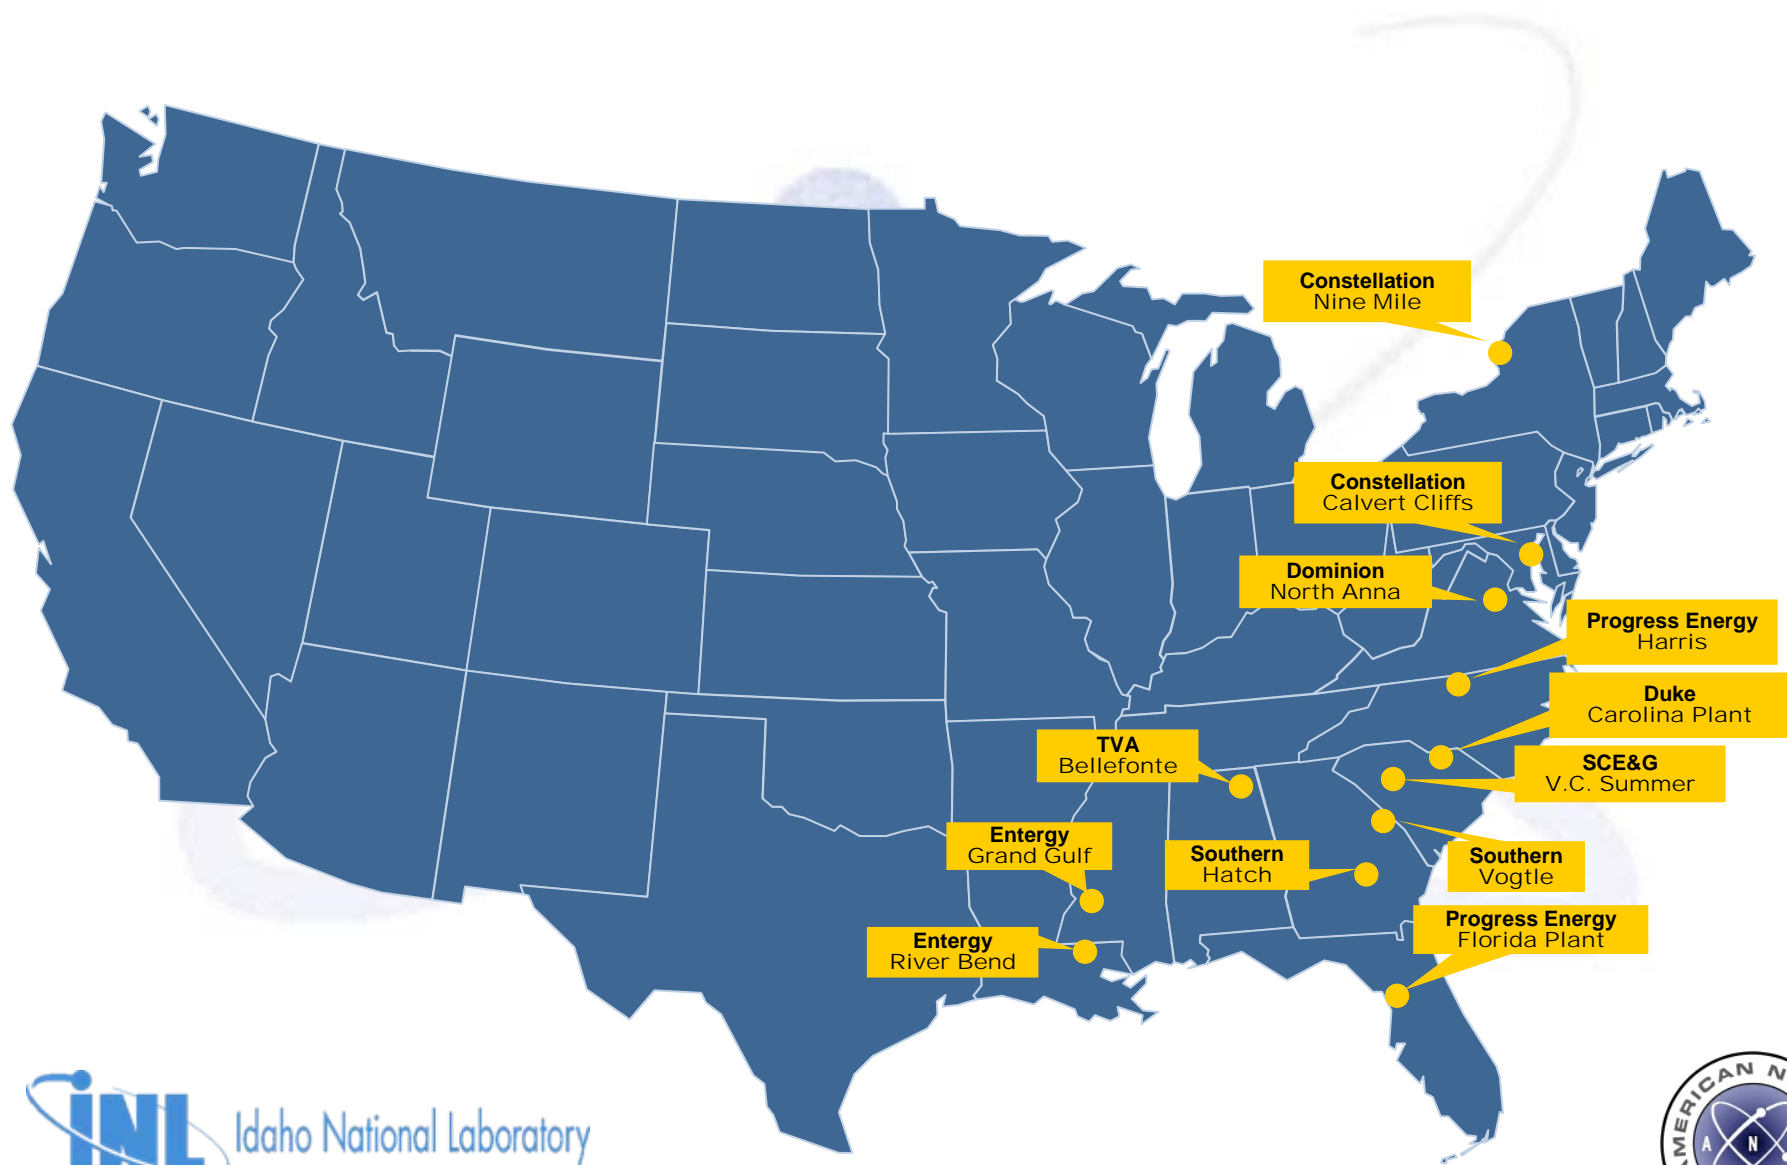 Constellation
Nine Mile
Constellation
Calvert Cliffs
Dominion
North Anna
Progress Energy
Harris
Duke
Carolina Plant
TVA
Bellefonte
SCE&G
V.C. Summer
Entergy
Grand Gulf
Southern
Hatch
Southern
Vogtle
Progress Energy
Florida Plant
Entergy
River Bend
INL
Idaho National Laboratory
AMERICAN N
A N